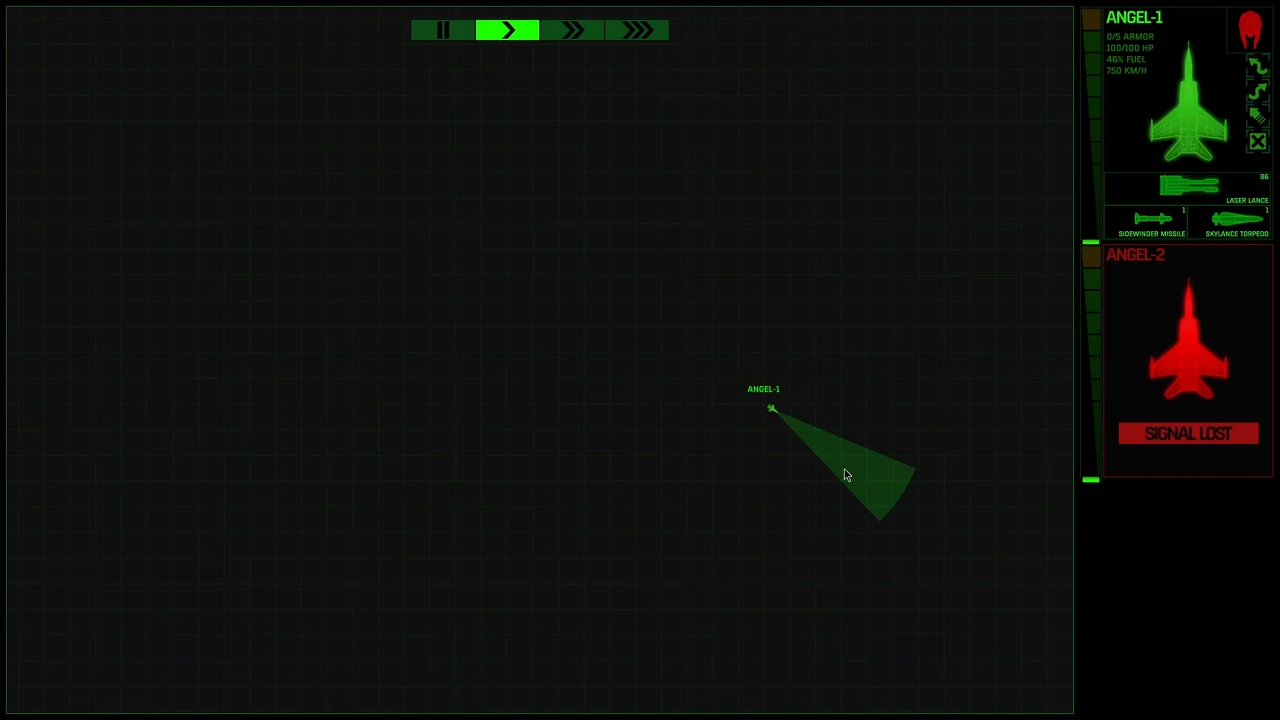 ANGEL-1
0/5 ARMOR
100/100 HP
46% FUEL
750 KM/H
86
LASER LANCE
1
SIDEWINDER MISSILE
1
SKYLANCE TORPEDO
ANGEL-2
SIGNAL LOST
ANGEL-1